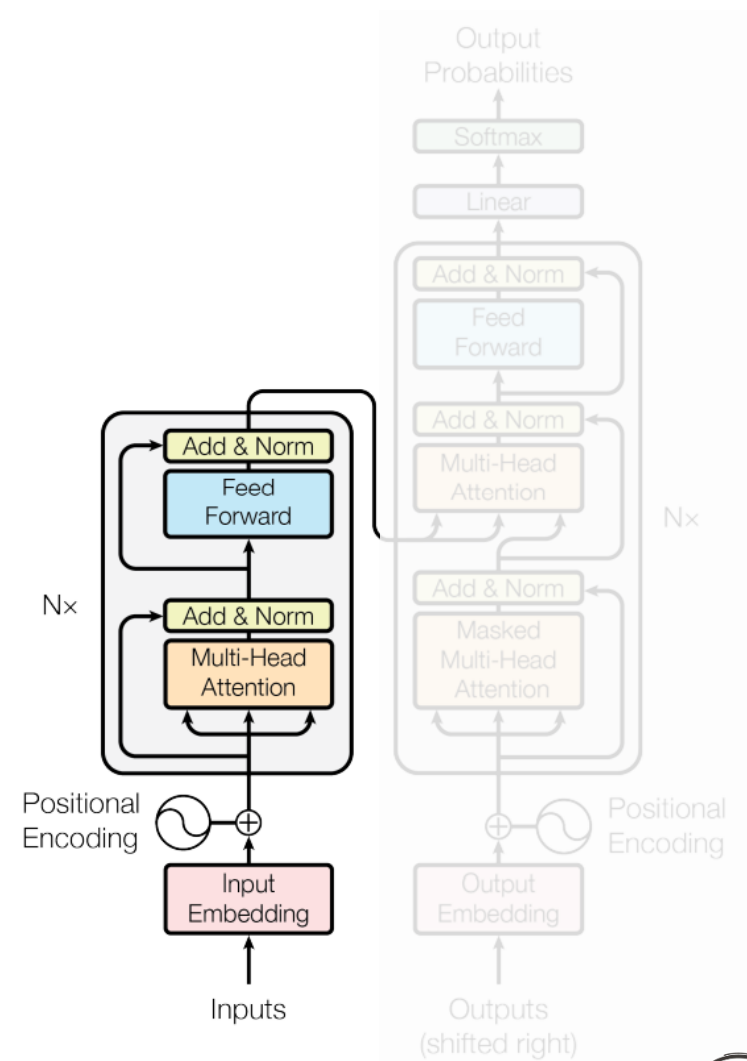 Output
Probabilities
Softmax
Linear
Add & Norm
Feed
Forward
Add & Norm
Multi-Head
Attention
Nx
Add & Norm
Masked
Multi-Head
Attention
Positional
Encoding
Output
Embedding
Outputs
(shifted right)
Add & Norm
Feed
Forward
Nx
Add & Norm
Multi-Head
Attention
Positional
Encoding
Input
Embedding
Inputs